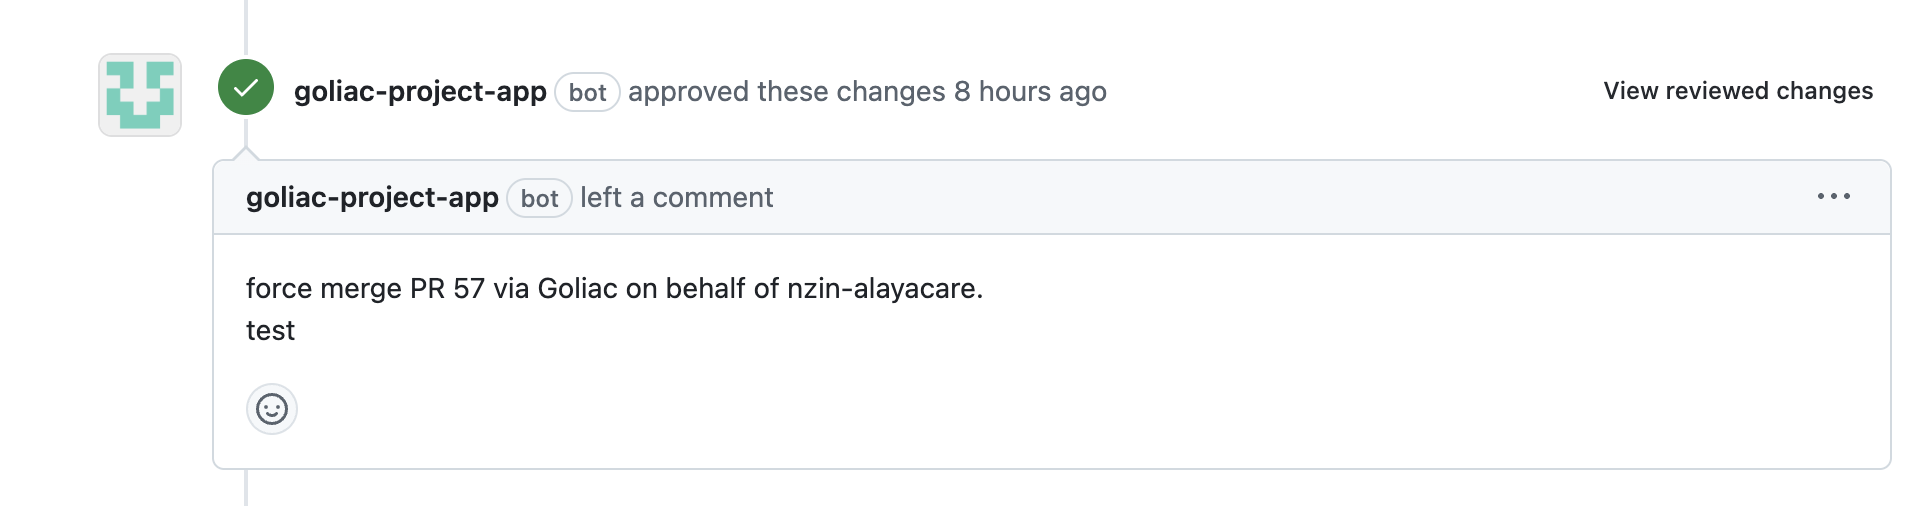 goliac-project-app bot approved these changes 8 hours ago View reviewed changes
goliac-project-app bot left a comment
force merge PR 57 via Goliac on behalf of nzin-alayacare.
test